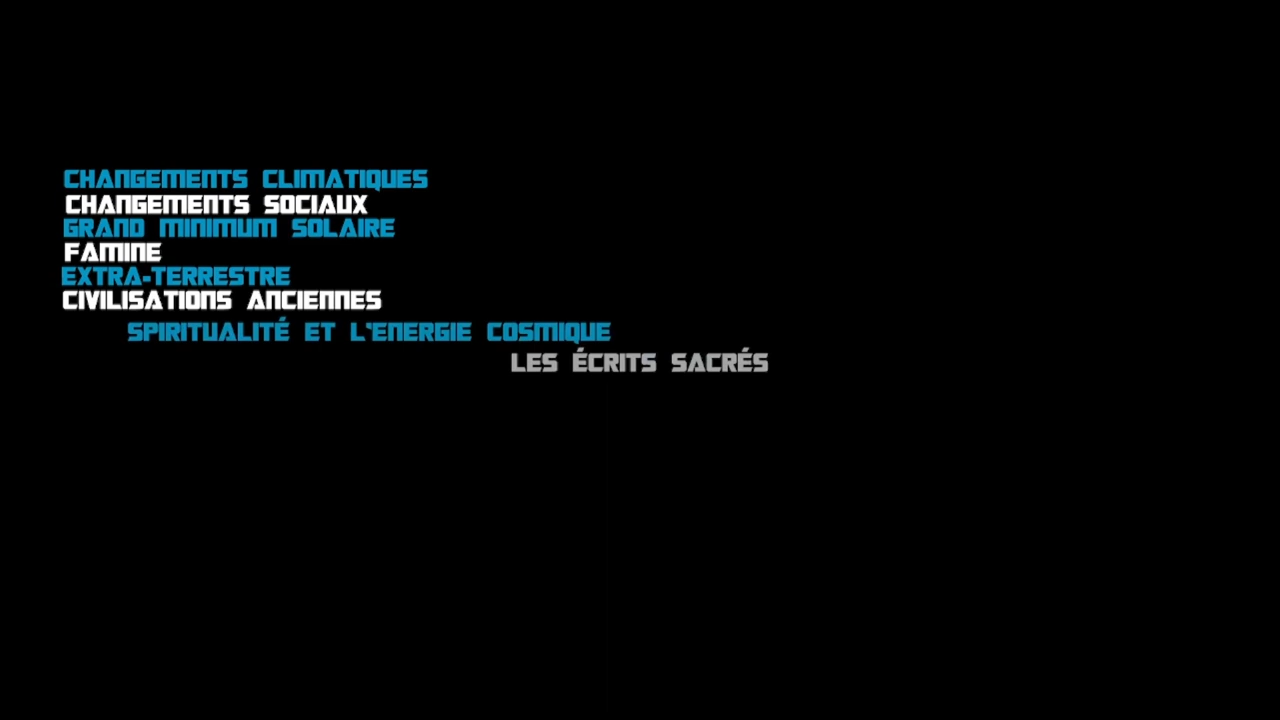 CHANGEMENTS CLIMATIQUES
CHANGEMENTS SOCIAUX
GRAND MINIMUM SOLAIRE
FAMINE
EXTRA-TERRESTRE
CIVILISATIONS ANCIENNES
SPIRITUALITÉ ET L'ENERGIE COSMIQUE
LES ÉCRITS SACRÉS